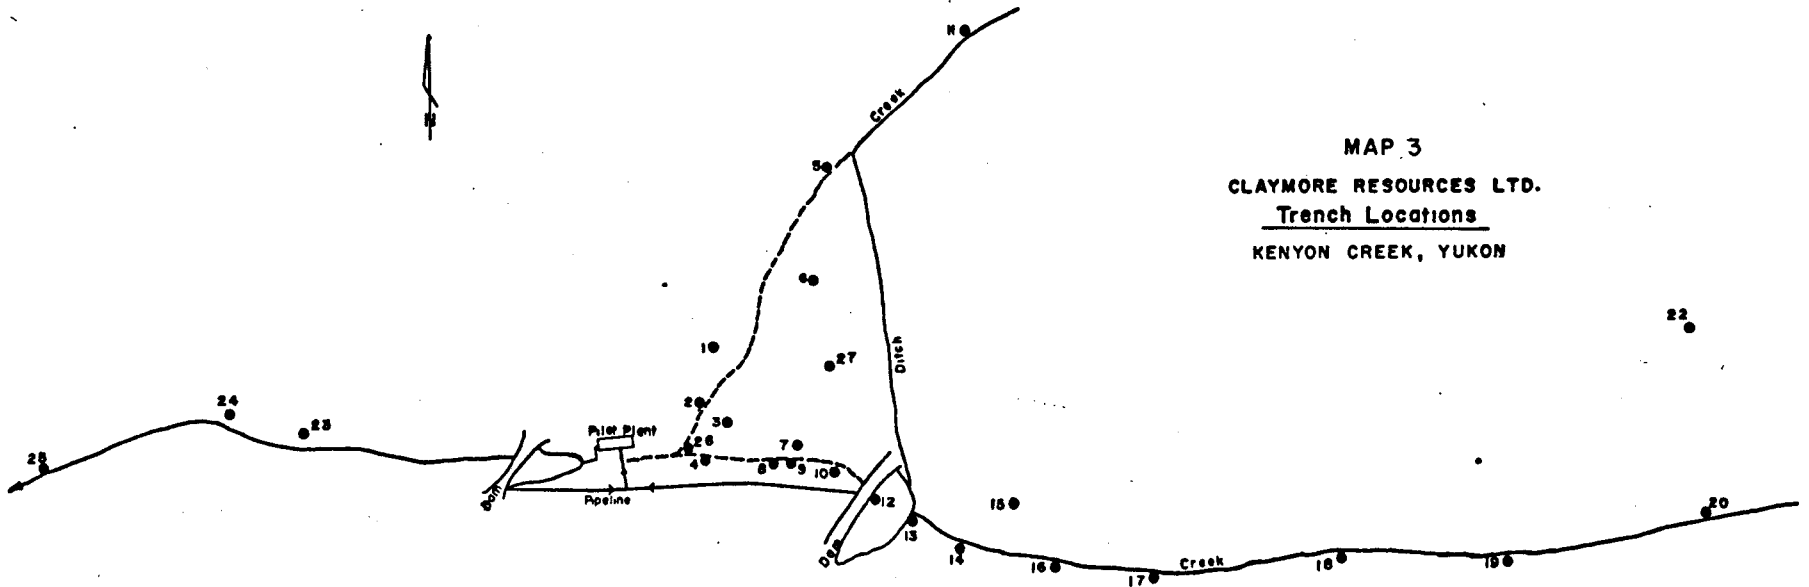 11
N
Creek
MAP 3
CLAYMORE RESOURCES LTD.
Trench Locations
KENYON CREEK, YUKON
5
6
22
1
27
Ditch
24
2
23
3
Pilot Plant
26
7
25
4
8
9
10
Dam
Pipeline
12
15
20
13
Dam
14
16
17
Creek
18
19